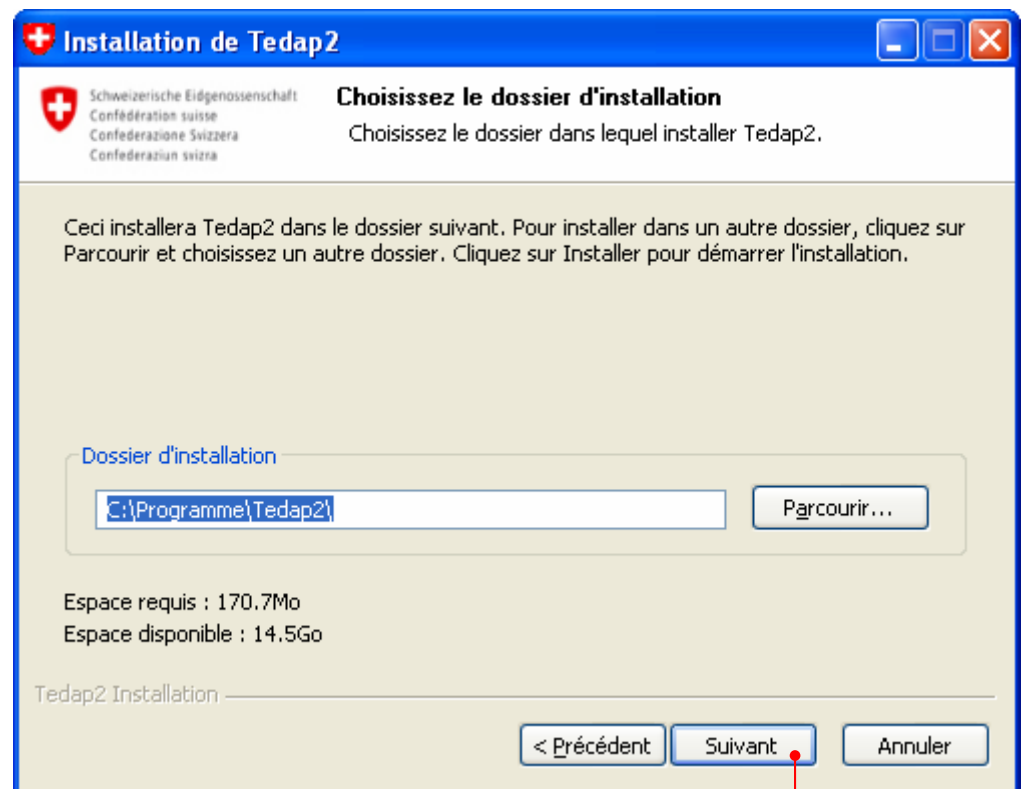 Installation de Tedap2
Schweizerische Eidgenossenschaft
Confédération suisse
Confederazione Svizzera
Confederaziun svizra
Choisissez le dossier d'installation
Choisissez le dossier dans lequel installer Tedap2.
Ceci installera Tedap2 dans le dossier suivant. Pour installer dans un autre dossier, cliquez sur
Parcourir et choisissez un autre dossier. Cliquez sur Installer pour démarrer l'installation.
Dossier d'installation
C:\Programme\Tedap2\
Parcourir...
Espace requis : 170.7Mo
Espace disponible : 14.5Go
Tedap2 Installation
< Précédent
Suivant
Annuler